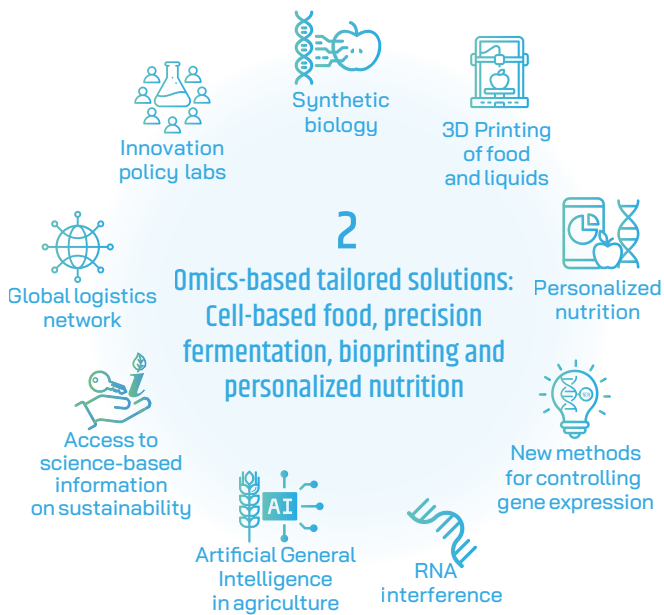 Synthetic
biology
3D Printing
of food
and liquids
Personalized
nutrition
New methods
for controlling
gene expression
RNA
interference
AI
Artificial General
Intelligence
in agriculture
i
Access to
science-based
information
on sustainability
Global logistics
network
Innovation
policy labs
2
Omics-based tailored solutions:
Cell-based food, precision
fermentation, bioprinting and
personalized nutrition